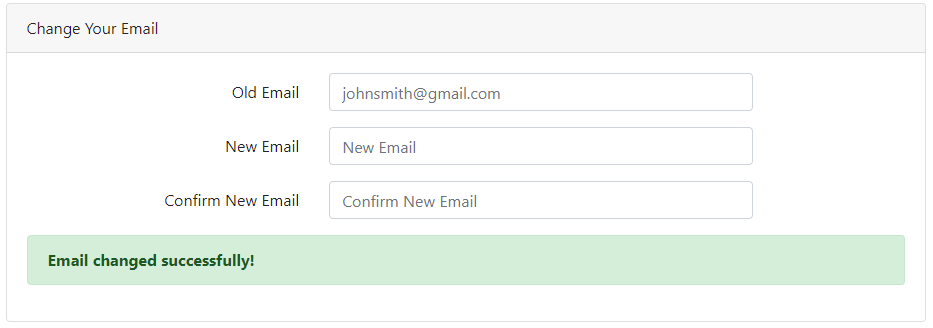 Change Your Email
Old Email johnsmith@gmail.com
New Email New Email
Confirm New Email Confirm New Email
Email changed successfully!